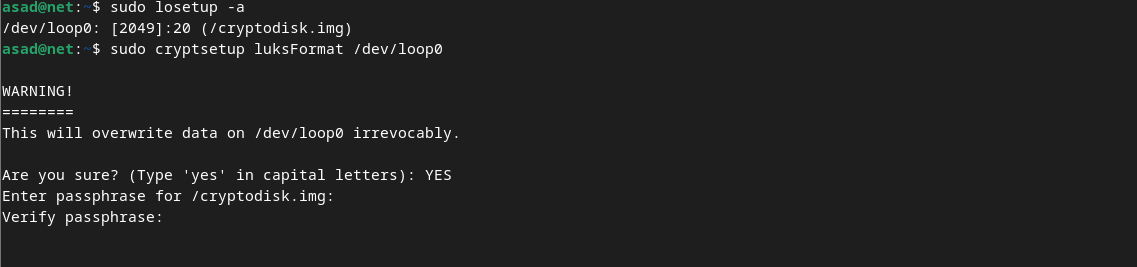 asad@net:~$ sudo losetup -a
/dev/loop0: [2049]:20 (/cryptodisk.img)
asad@net:~$ sudo cryptsetup luksFormat /dev/loop0
WARNING!
========
This will overwrite data on /dev/loop0 irrevocably.
Are you sure? (Type 'yes' in capital letters): YES
Enter passphrase for /cryptodisk.img:
Verify passphrase: